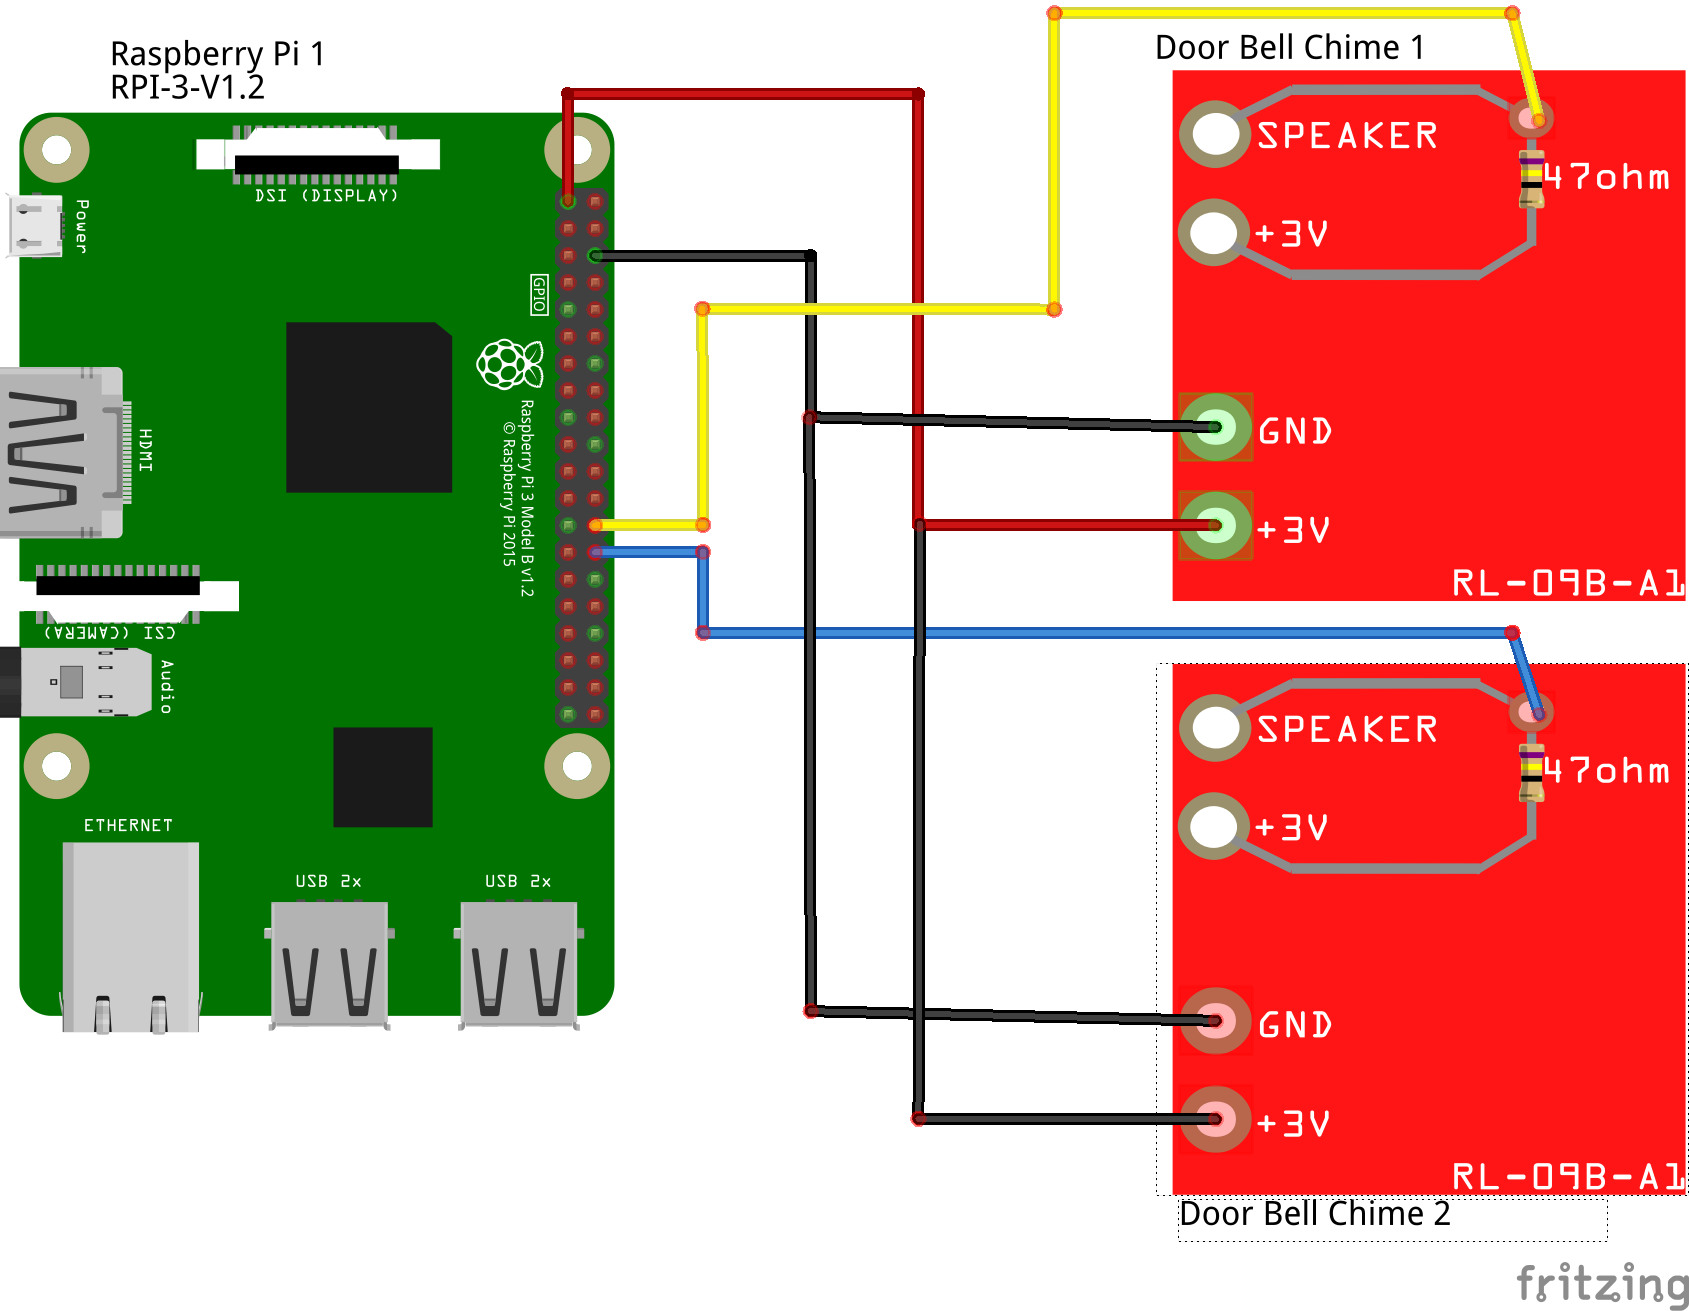 Raspberry Pi 1
RPI-3-V1.2
DSI (DISPLAY)
Power
GPIO
HDMI
Raspberry Pi 3 Model B v1.2
© Raspberry Pi 2015
CSI (CAMERA)
Audio
ETHERNET
USB 2x
USB 2x
Door Bell Chime 1
SPEAKER
47ohm
+3V
GND
+3V
RL-09B-A1
SPEAKER
47ohm
+3V
GND
+3V
RL-09B-A1
Door Bell Chime 2
fritzing